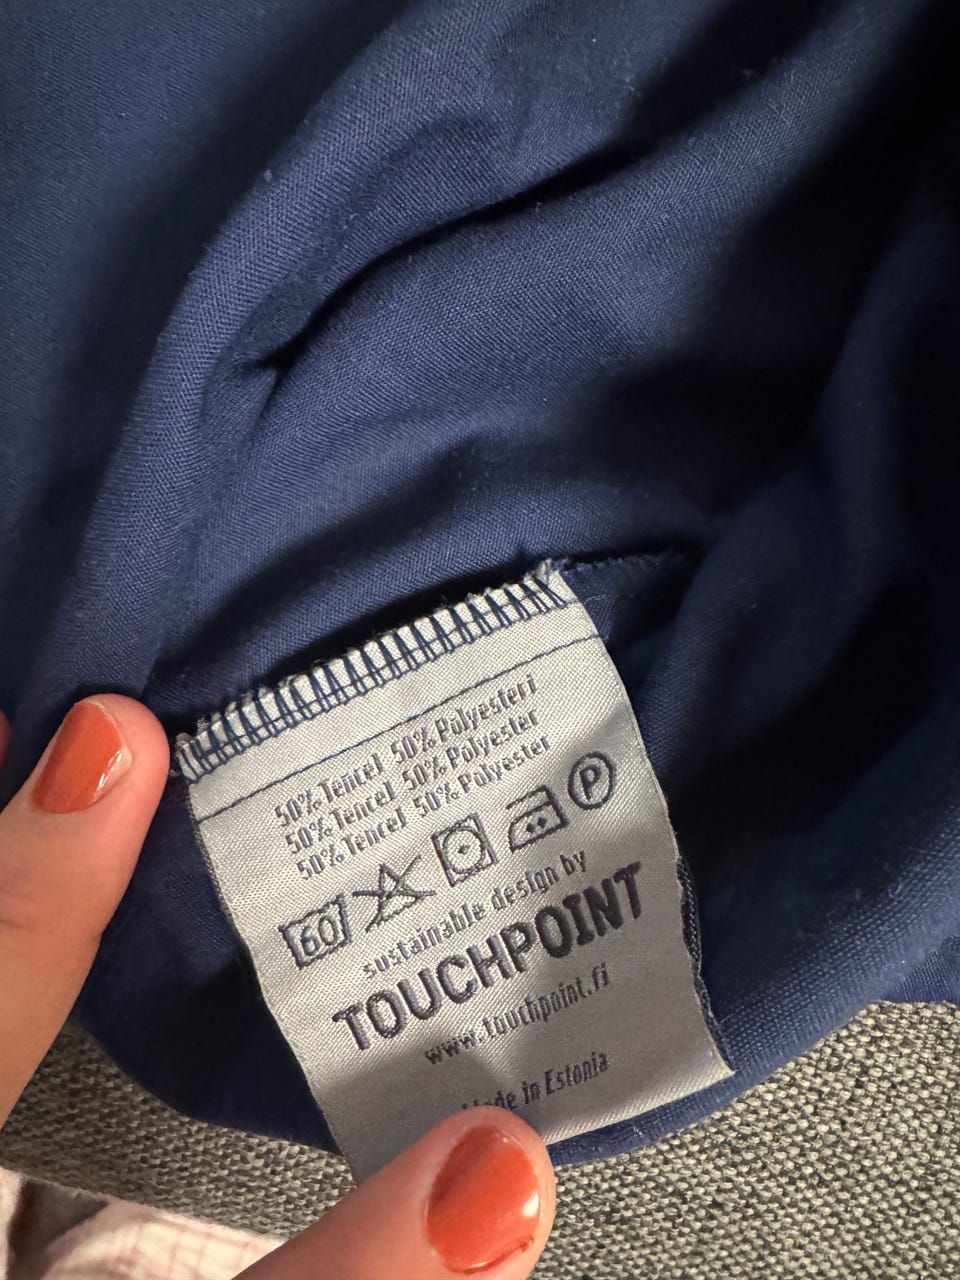 50% Tencel 50% Polyesteri
50% Tencel 50% Polyester
50% Tencel 50% Polyester
60 P
sustainable design by
TOUCHPOINT
www.touchpoint.fi
Made in Estonia